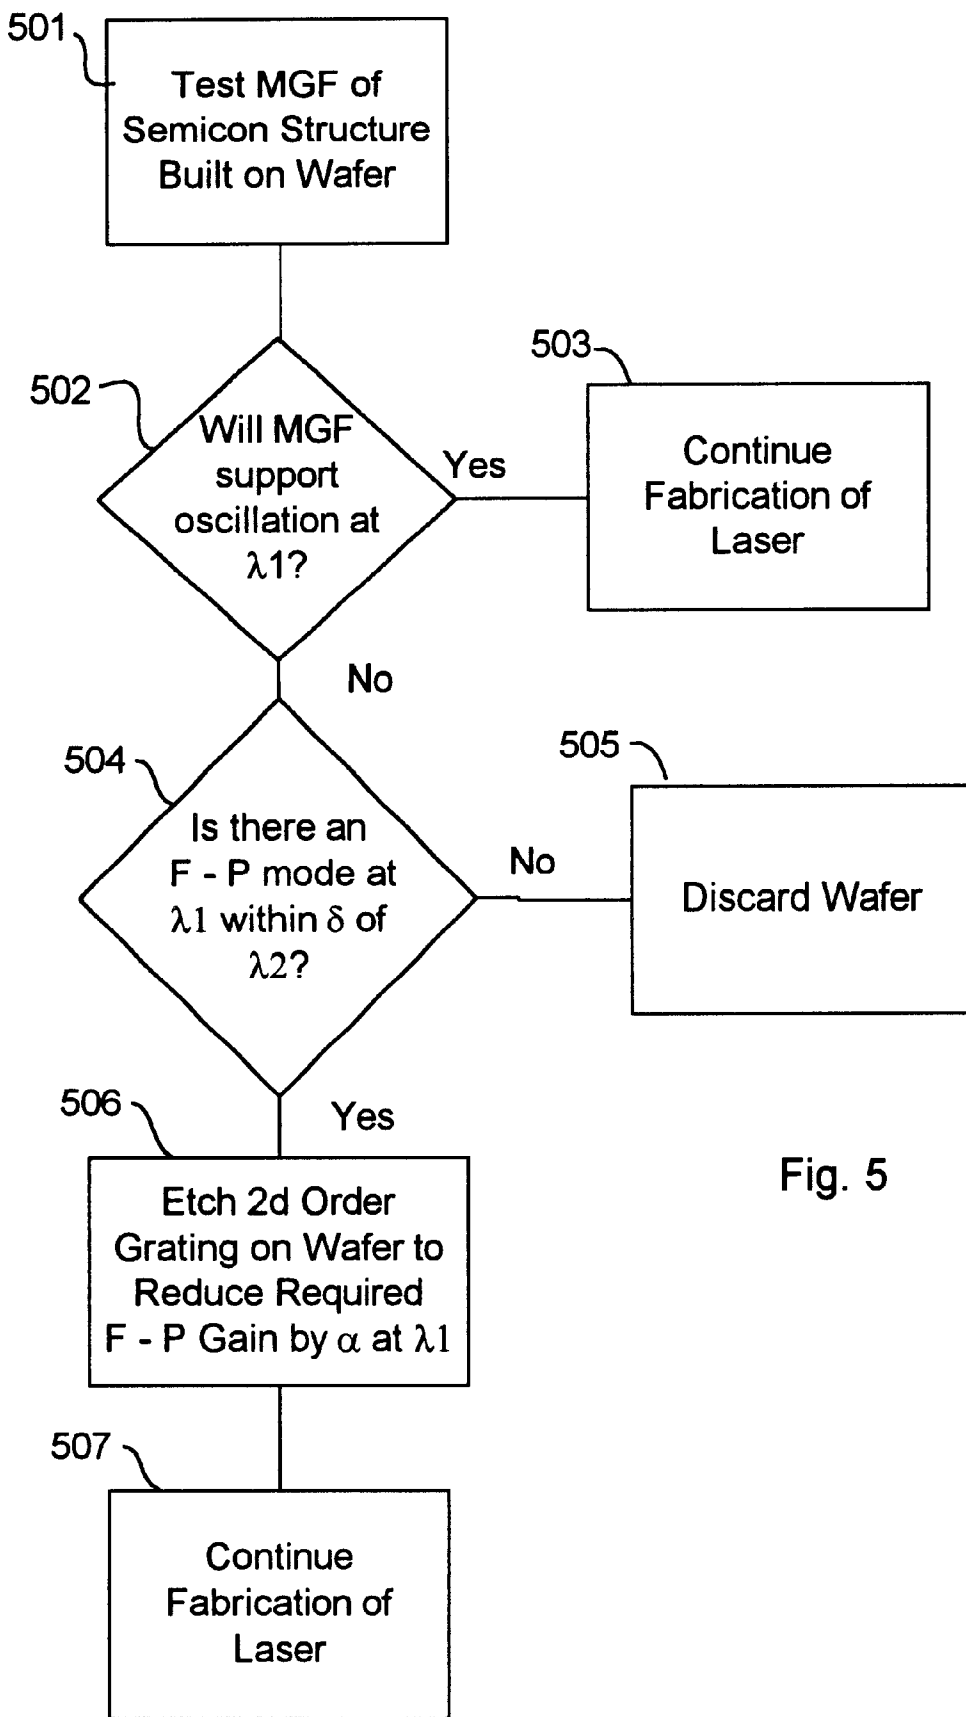 501
Test MGF of
Semicon Structure
Built on Wafer
502
Will MGF
support
oscillation at
λ1?
Yes
503
Continue
Fabrication of
Laser
No
504
Is there an
F - P mode at
λ1 within δ of
λ2?
No
505
Discard Wafer
Yes
506
Etch 2d Order
Grating on Wafer to
Reduce Required
F - P Gain by α at λ1
Fig. 5
507
Continue
Fabrication of
Laser